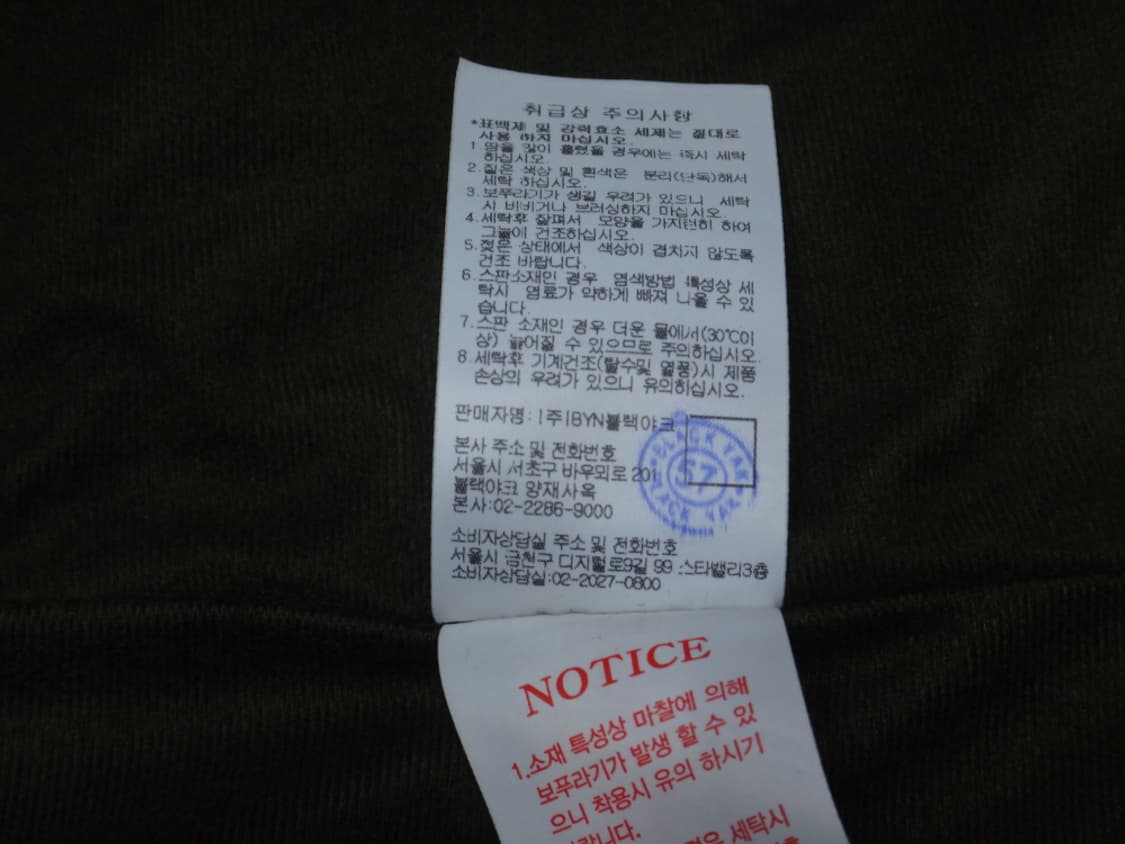 취급상 주의사항
*표백제 및 강력효소 세제는 절대로
사용 하지 마십시오.
1.땀을 많이 흘렸을 경우에는 즉시 세탁
하십시오.
2.짙은 색상 및 흰색은 분리(단독)해서
세탁 하십시오.
3.보푸라기가 생길 우려가 있으니 세탁
시 비비거나 브러싱하지 마십시오.
4.세탁후 잘펴서 모양을 가지런히 하여
그늘에 건조하십시오.
5.젖은 상태에서 색상이 겹치지 않도록
건조 바랍니다.
6.스판소재인 경우 염색방법 특성상 세
탁시 염료가 약하게 빠져 나올 수 있
습니다.
7.스판 소재인 경우 더운 물에서(30℃이
상) 늘어질 수 있으므로 주의하십시오.
8.세탁후 기계건조(탈수및 열풍)시 제품
손상의 우려가 있으니 유의하십시오.
판매자명:(주)BYN블랙야크
본사 주소 및 전화번호
서울시 서초구 바우뫼로 201
블랙야크 양재사옥
본사:02-2286-9000
BLACK YAK
57
BLACK YAK
소비자상담실 주소 및 전화번호
서울시 금천구 디지털로9길 99 스타밸리3층
소비자상담실:02-2027-0800
NOTICE
1.소재 특성상 마찰에 의해
보푸라기가 발생 할 수 있
으니 착용시 유의 하시기
바랍니다.
세탁시